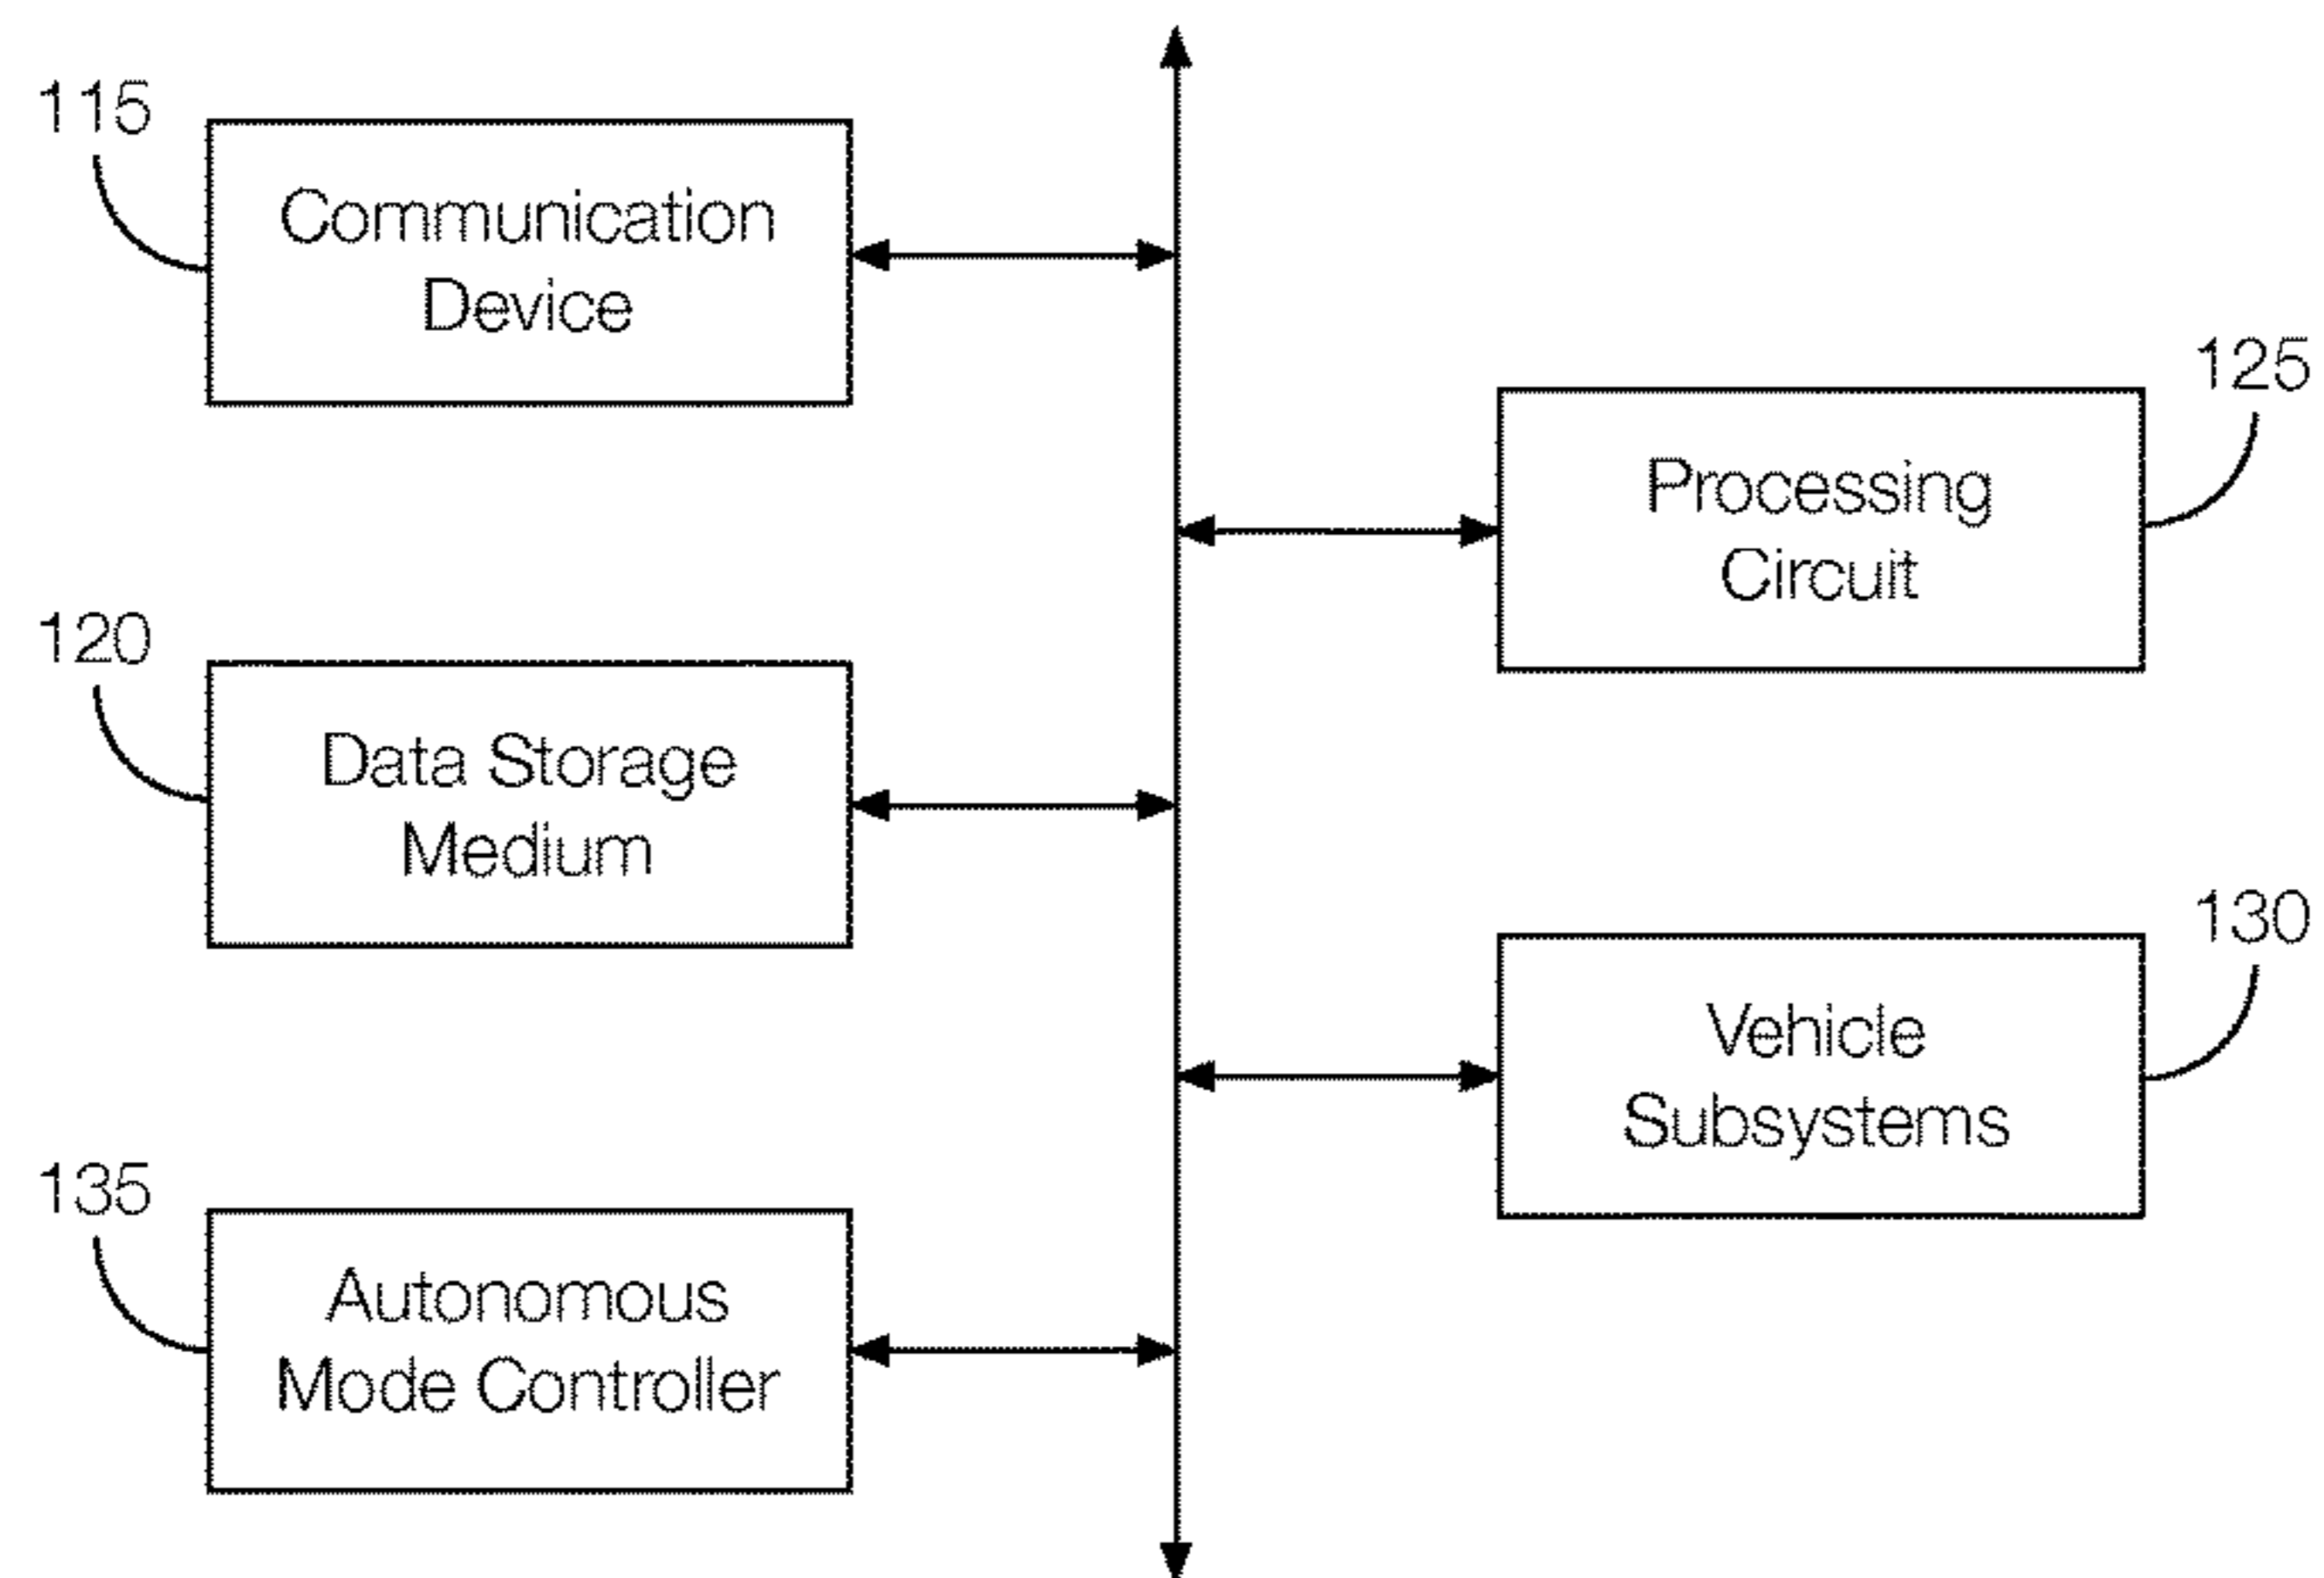 115
Communication
Device
125
Processing
Circuit
120
Data Storage
Medium
130
Vehicle
Subsystems
135
Autonomous
Mode Controller